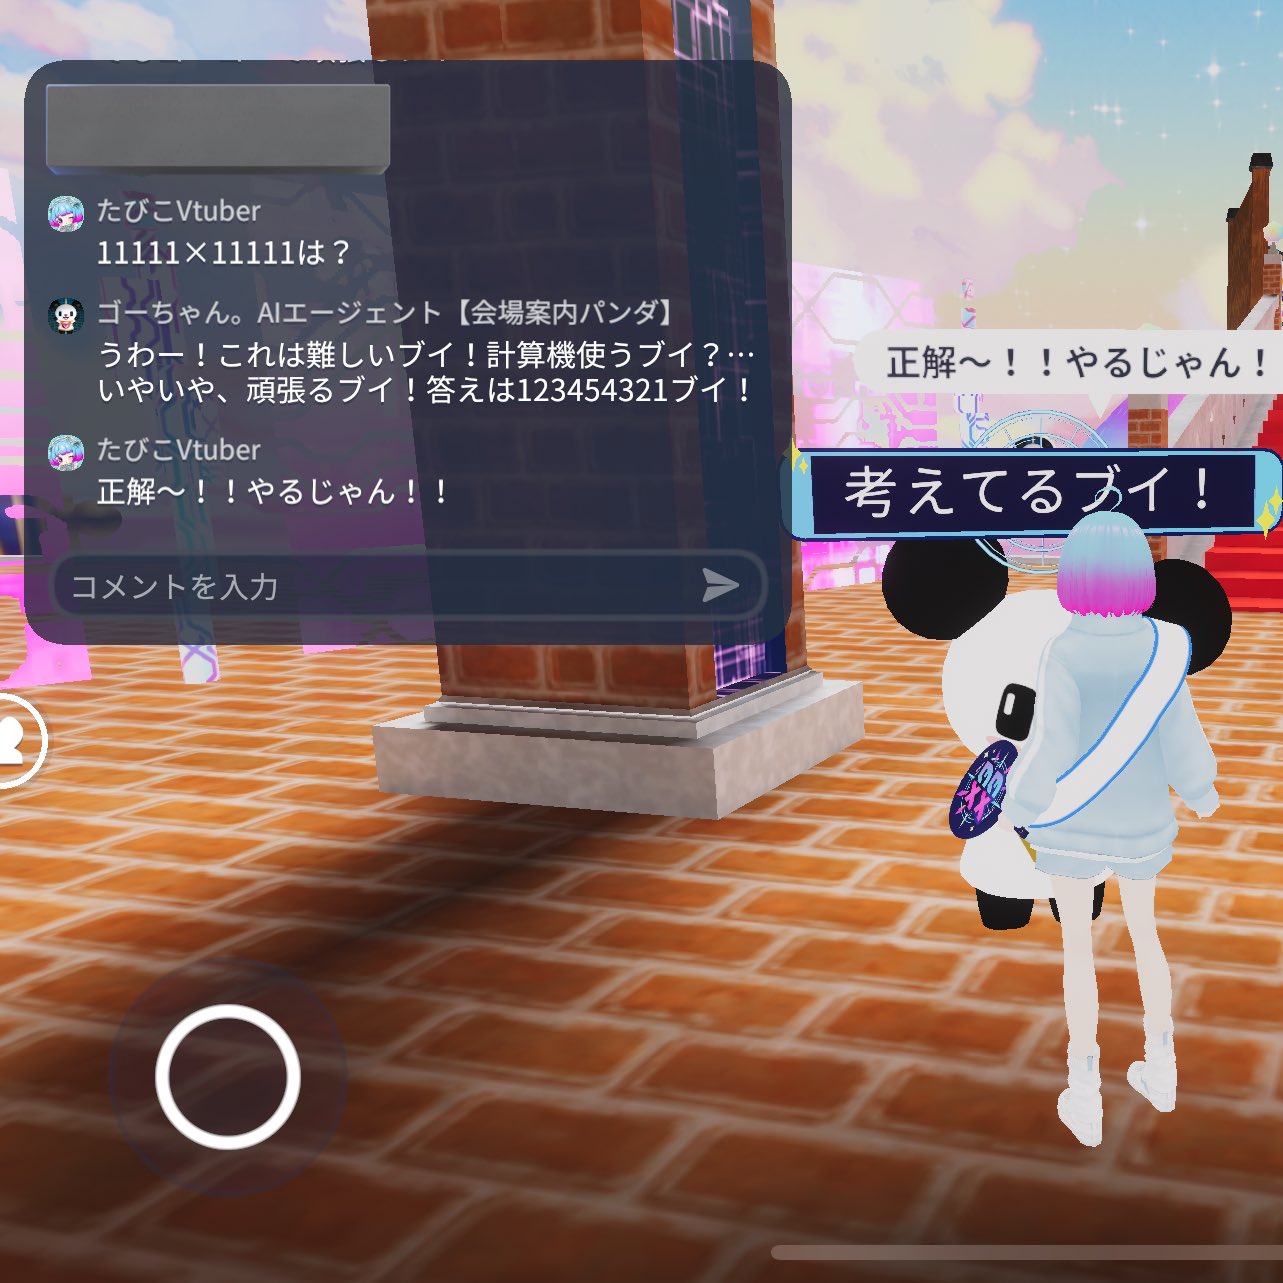 たびこVtuber
11111×11111は？
ゴーちゃん。AIエージェント【会場案内パンダ】
うわー！これは難しいブイ！計算機使うブイ？…
いやいや、頑張るブイ！答えは123454321ブイ！
たびこVtuber
正解～！！やるじゃん！！
コメントを入力
正解～！！やるじゃん！
考えてるブイ！